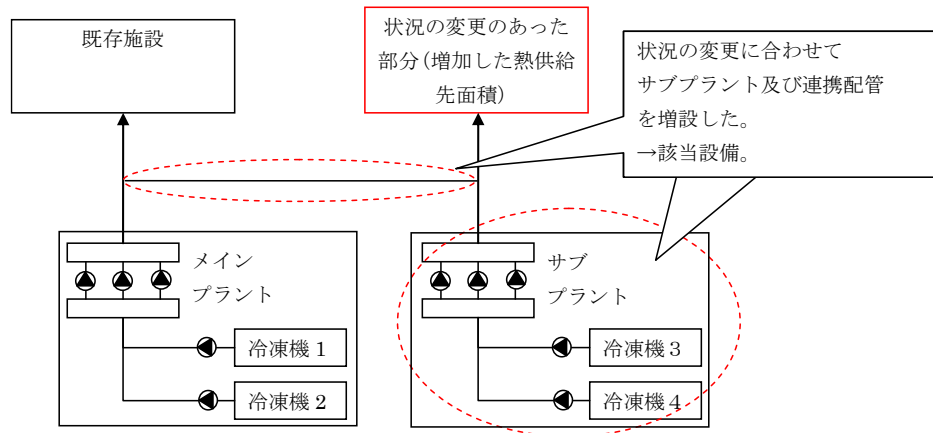 既存施設
状況の変更のあった
部分(増加した熱供給
先面積)
状況の変更に合わせて
サブプラント及び連携配管
を増設した。
→該当設備。
メイン
プラント
冷凍機1
冷凍機2
サブ
プラント
冷凍機3
冷凍機4